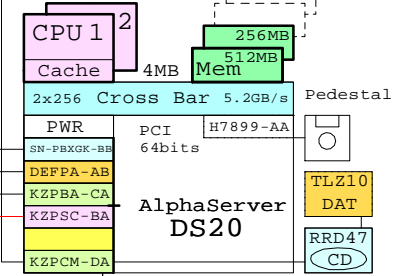 CPU 1 2
256MB
512MB
Cache 4MB Mem
2x256 Cross Bar 5.2GB/s Pedestal
PWR PCI H7899-AA
64bits
SN-PBXGK-BB
DEFPA-AB
KZPBA-CA
KZPSC-BA
KZPCM-DA
AlphaServer
DS20
TLZ10
DAT
RRD47
CD